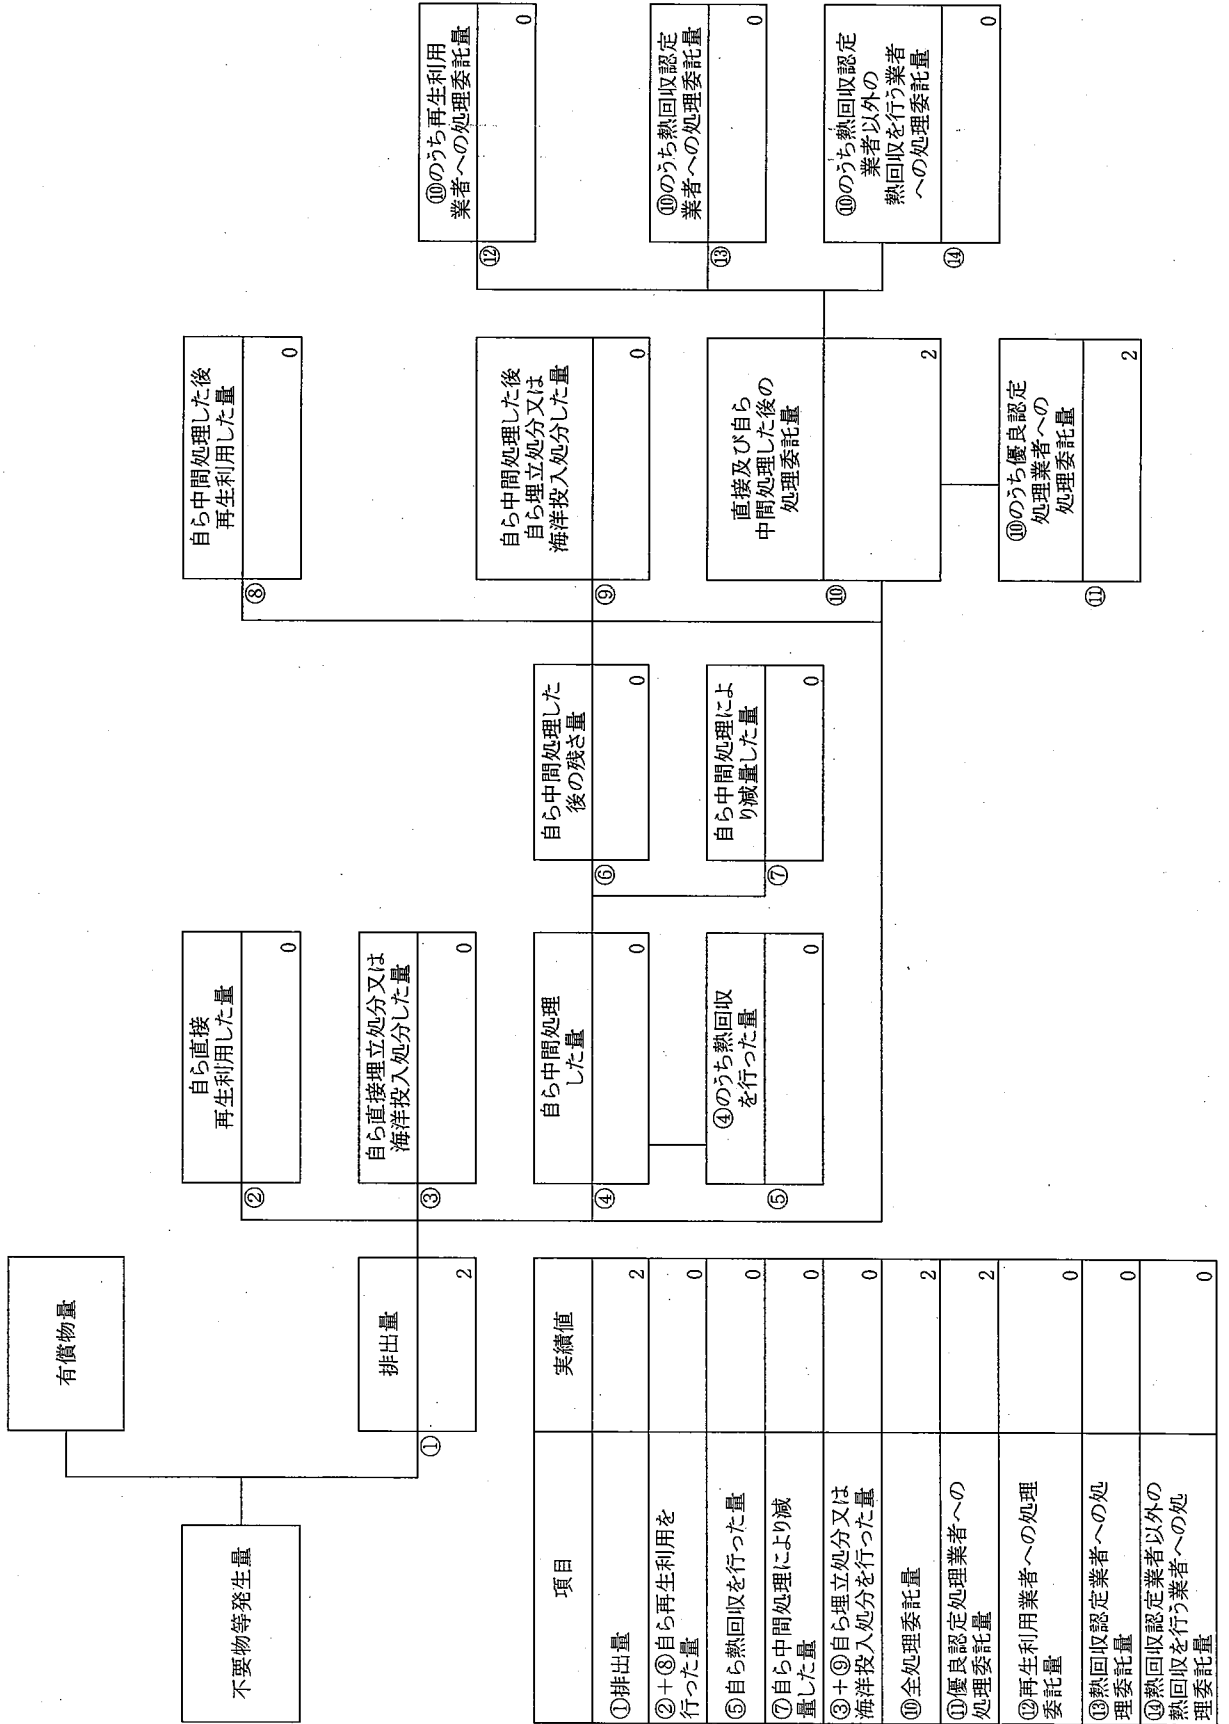 有償物量
不要物等発生量
①
排出量
2
②
自ら直接
再生利用した量
0
③
自ら直接埋立処分又は
海洋投入処分した量
0
④
自ら中間処理
した量
0
⑤
④のうち熱回収
を行った量
0
⑥
自ら中間処理した
後の残さ量
0
⑦
自ら中間処理によ
り減量した量
0
⑧
自ら中間処理した後
再生利用した量
0
⑨
自ら中間処理した後
自ら埋立処分又は
海洋投入処分した量
0
⑩
直接及び自ら
中間処理した後の
処理委託量
2
⑪
⑩のうち優良認定
処理業者への
処理委託量
2
⑫
⑩のうち再生利用
業者への処理委託量
0
⑬
⑩のうち熱回収認定
業者への処理委託量
0
⑭
⑩のうち熱回収認定
業者以外の
熱回収を行う業者
への処理委託量
0
項目 実績値
①排出量 2
②+⑧自ら再生利用を
行った量 0
⑤自ら熱回収を行った量 0
⑦自ら中間処理により減
量した量 0
③+⑨自ら埋立処分又は
海洋投入処分を行った量 0
⑩全処理委託量 2
⑪優良認定処理業者への
処理委託量 2
⑫再生利用業者への処理
委託量 0
⑬熱回収認定業者への処
理委託量 0
⑭熱回収認定業者以外の
熱回収を行う業者への処
理委託量 0